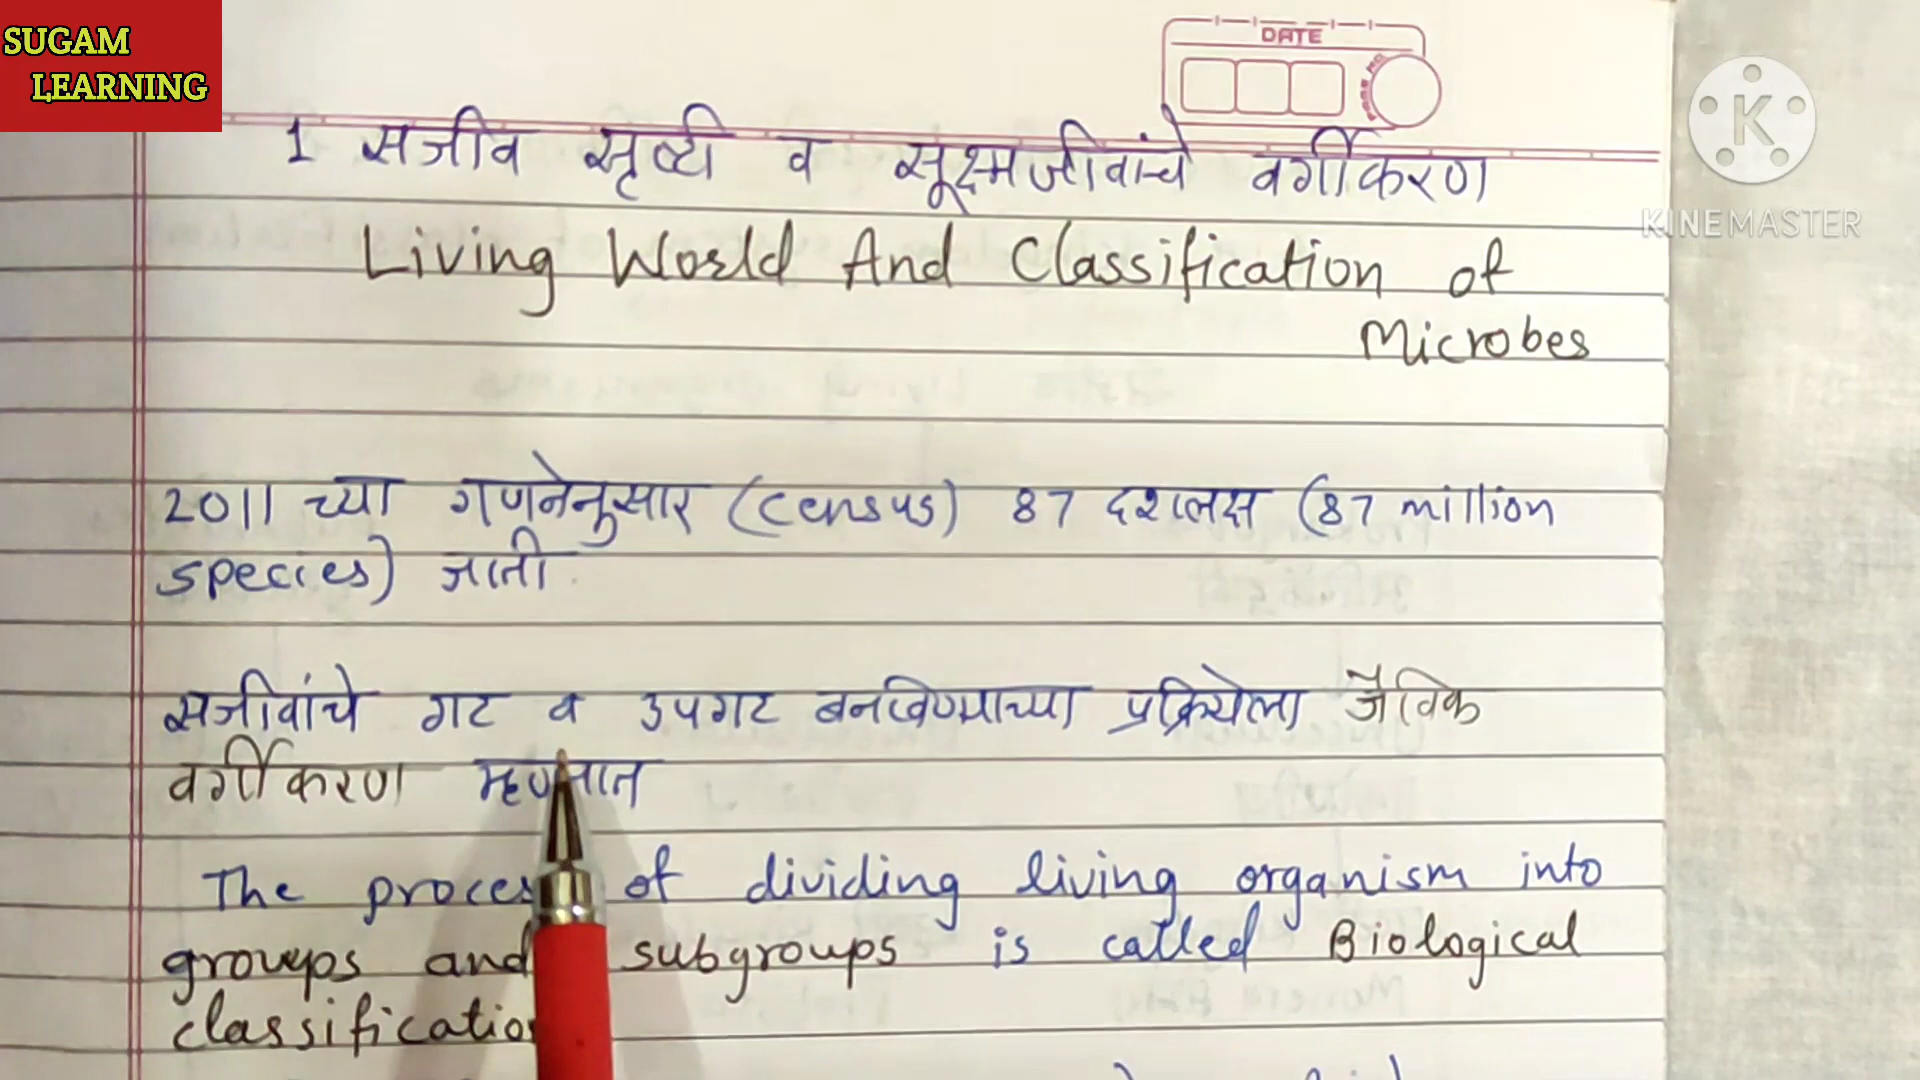 SUGAM
LEARNING
DATE
KINEMASTER
1 सजीव सृष्टी व सूक्ष्मजीवांचे वर्गीकरण
Living World And Classification of
Microbes
2011 च्या गणनेनुसार (census) 87 दशलक्ष (87 million
species) जाती
सजीवांचे गट व उपगट बनविण्याच्या प्रक्रियेला जैविक
वर्गीकरण म्हणतात
The proces of dividing living organism into
groups and subgroups is called Biological
classification